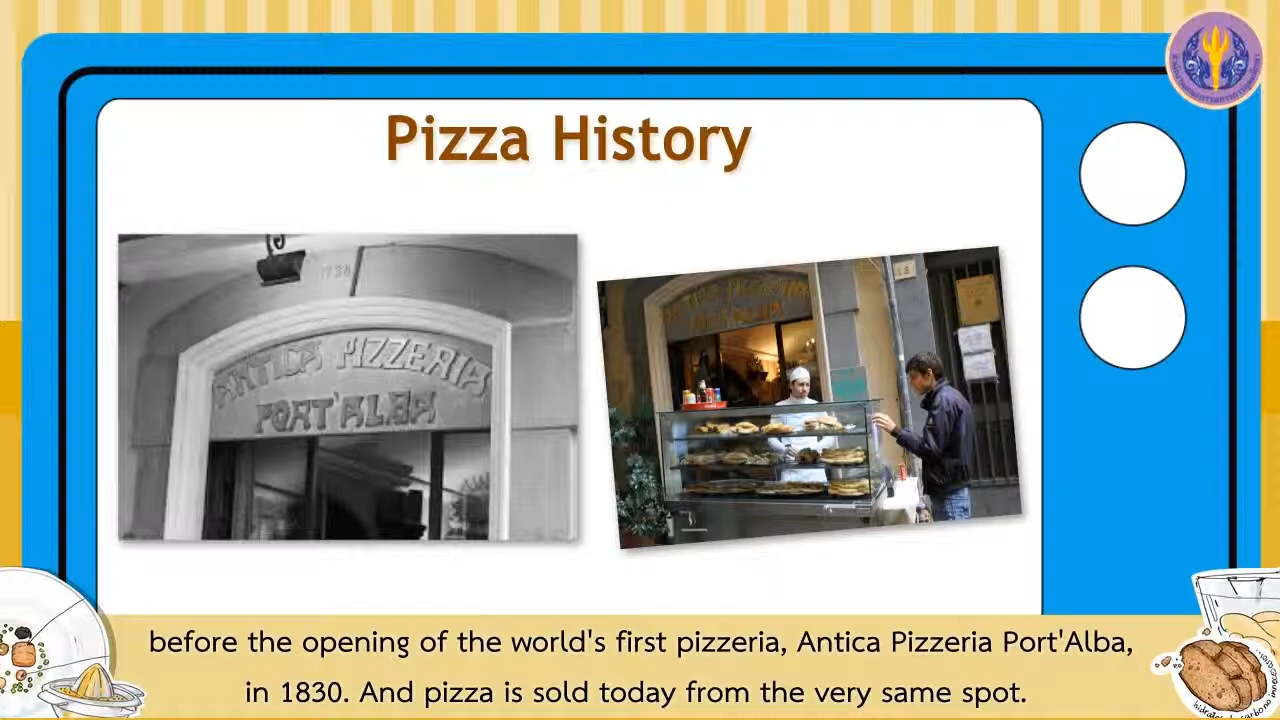 Pizza History
1738
ANTICA PIZZERIA
PORT'ALBA
before the opening of the world's first pizzeria, Antica Pizzeria Port'Alba,
in 1830. And pizza is sold today from the very same spot.